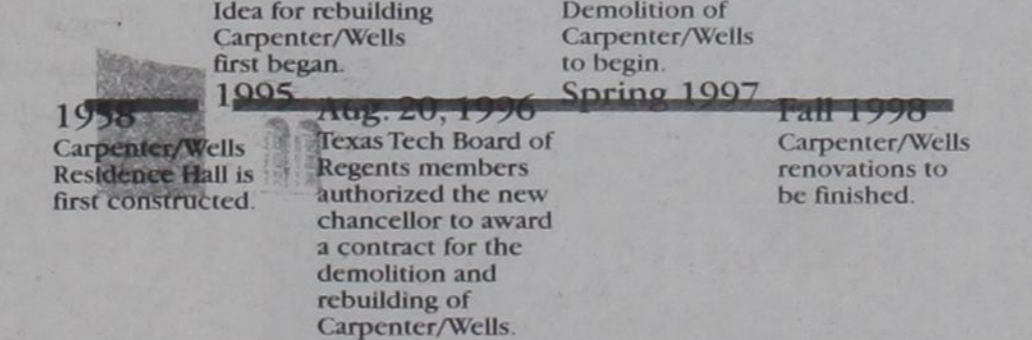 Idea for rebuilding
Carpenter/Wells
first began.
1995
Demolition of
Carpenter/Wells
to begin.
Spring 1997
1958
Carpenter/Wells
Residence Hall is
first constructed.
Aug. 20, 1996
Texas Tech Board of
Regents members
authorized the new
chancellor to award
a contract for the
demolition and
rebuilding of
Carpenter/Wells.
Fall 1998
Carpenter/Wells
renovations to
be finished.